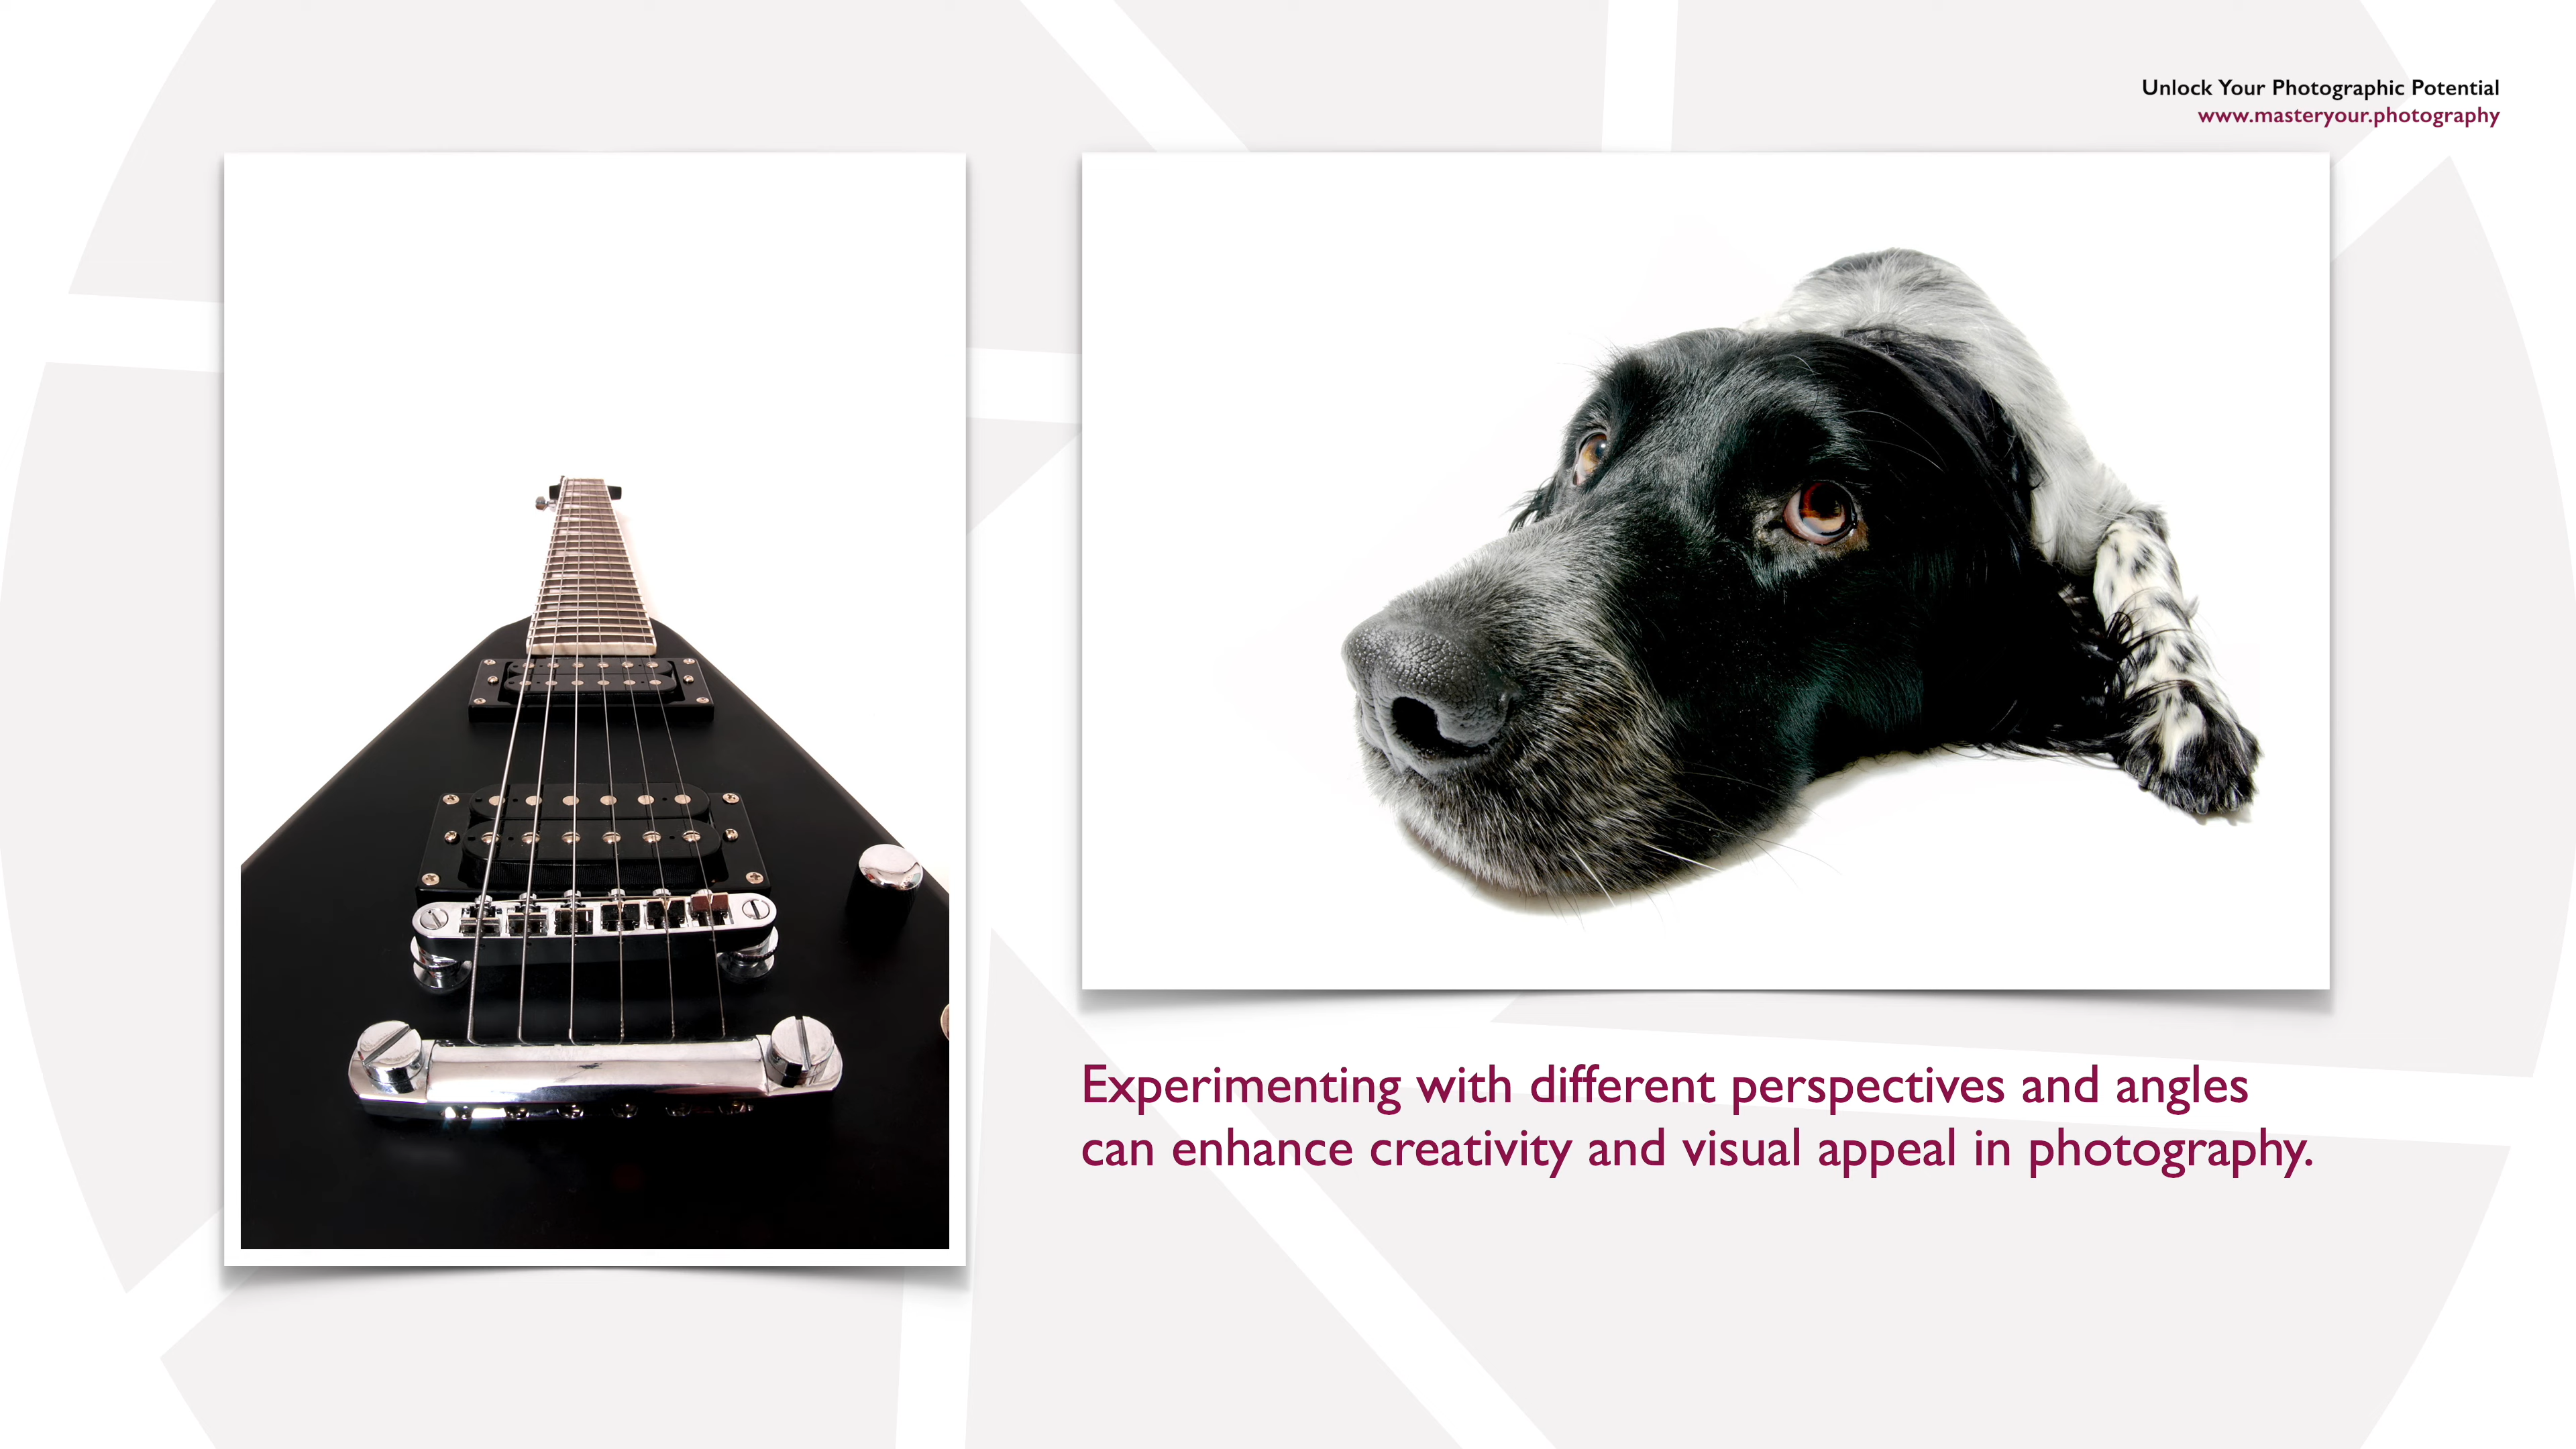 Unlock Your Photographic Potential
www.masteryour.photography
Experimenting with different perspectives and angles
can enhance creativity and visual appeal in photography.